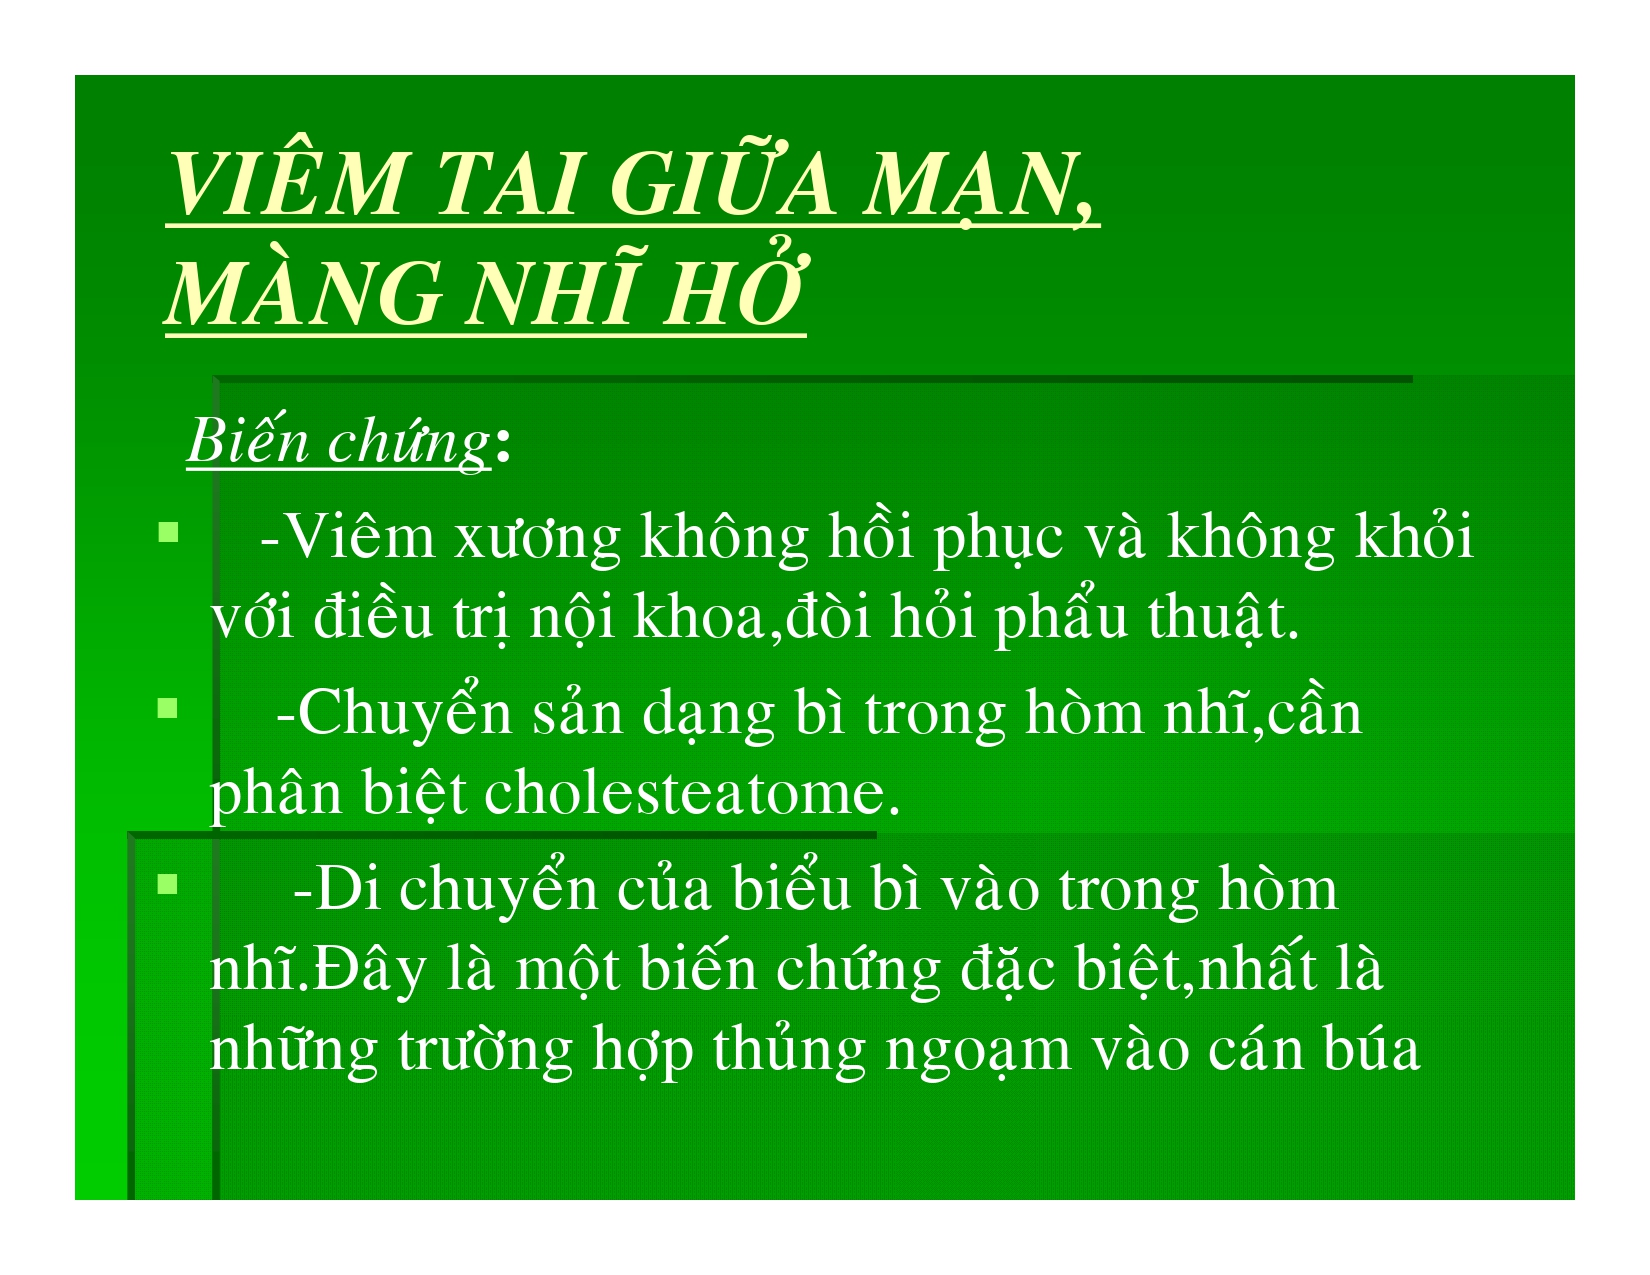 VIÊM TAI GIỮA MẠN,
MÀNG NHĨ HỞ
Biến chứng:
-Viêm xương không hồi phục và không khỏi
với điều trị nội khoa,đòi hỏi phẩu thuật.
-Chuyển sản dạng bì trong hòm nhĩ,cần
phân biệt cholesteatome.
-Di chuyển của biểu bì vào trong hòm
nhĩ.Đây là một biến chứng đặc biệt,nhất là
những trường hợp thủng ngoạm vào cán búa